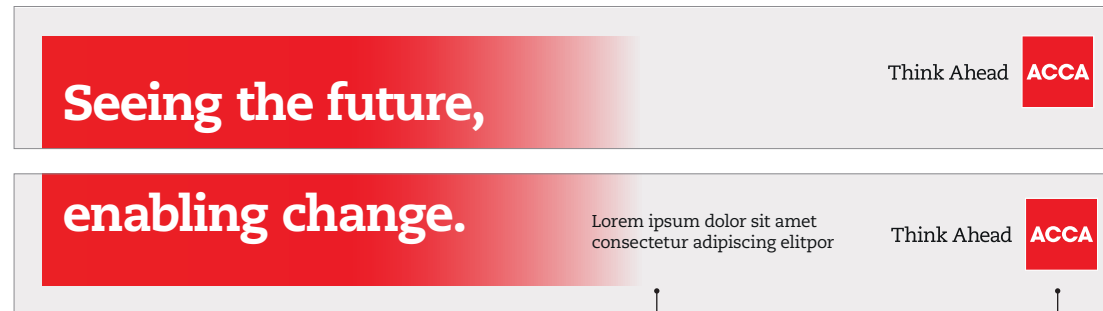 Seeing the future,
Think Ahead
ACCA
enabling change.
Lorem ipsum dolor sit amet
consectetur adipiscing elitpor
Think Ahead
ACCA